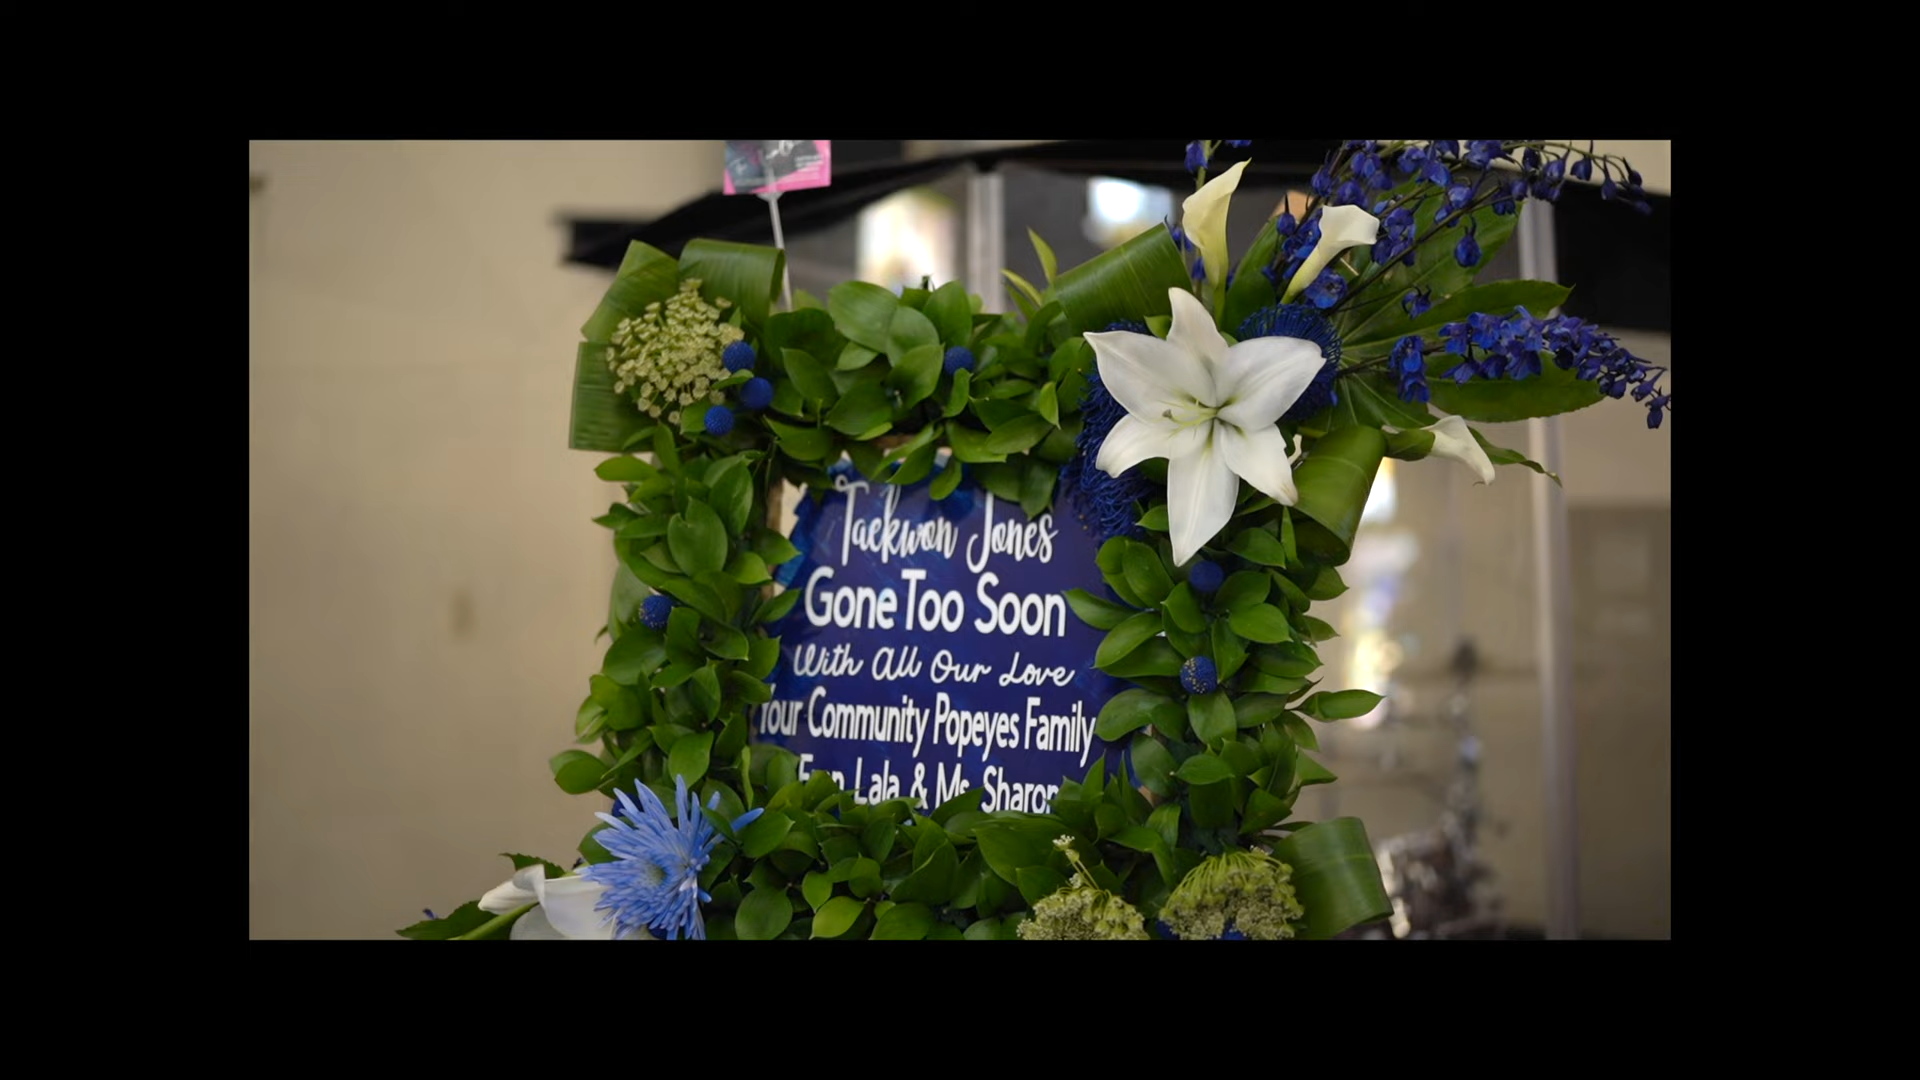 Taekwon Jones
Gone Too Soon
With All Our Love
Your Community Popeyes Family
Lala & Ms. Sharon